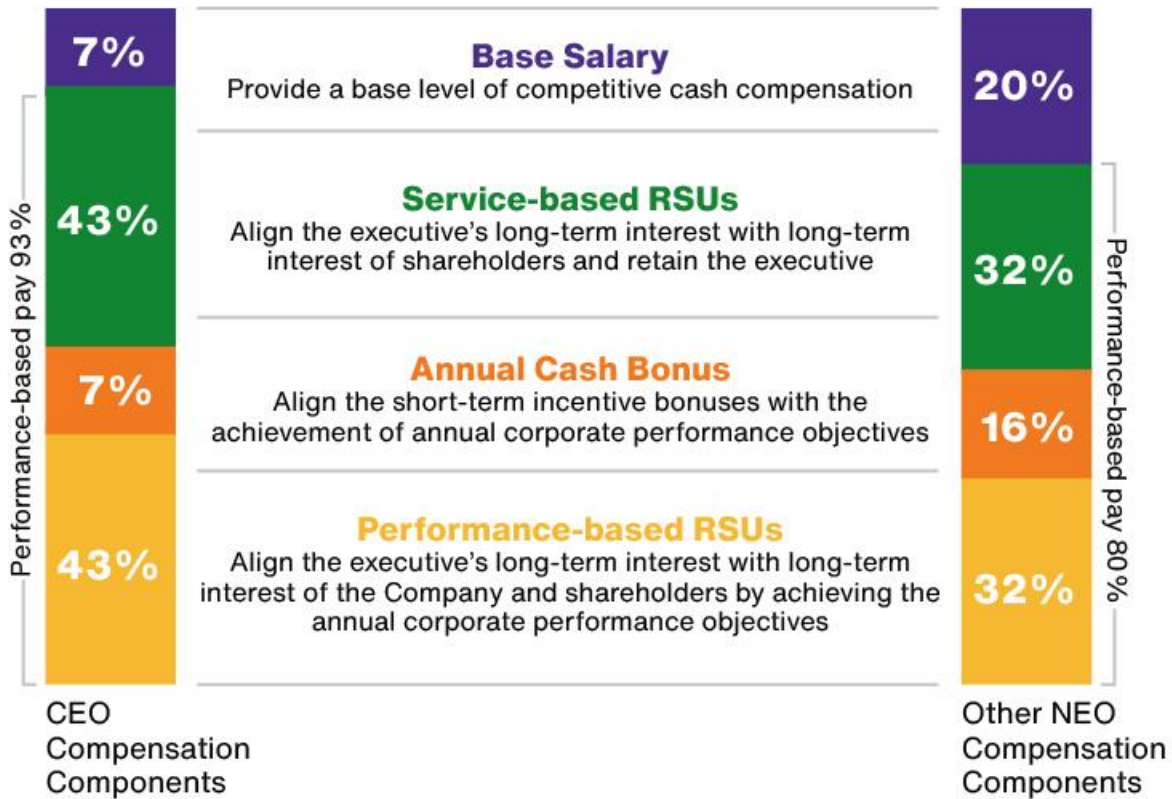 7%
43%
7%
43%
Performance-based pay 93%
CEO
Compensation
Components
Base Salary
Provide a base level of competitive cash compensation
Service-based RSUs
Align the executive's long-term interest with long-term
interest of shareholders and retain the executive
Annual Cash Bonus
Align the short-term incentive bonuses with the
achievement of annual corporate performance objectives
Performance-based RSUs
Align the executive's long-term interest with long-term
interest of the Company and shareholders by achieving the
annual corporate performance objectives
20%
32%
16%
32%
Performance-based pay 80%
Other NEO
Compensation
Components